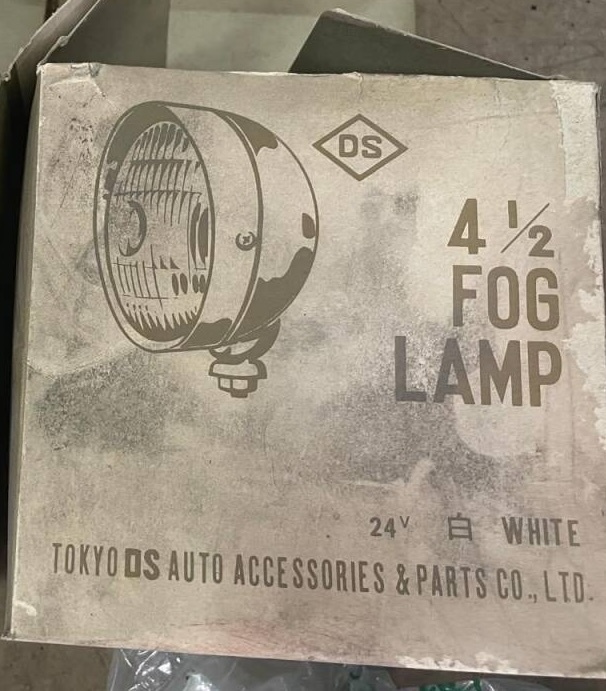 DS
4 1/2
FOG
LAMP
24V 白 WHITE
TOKYO DS AUTO ACCESSORIES & PARTS CO., LTD.